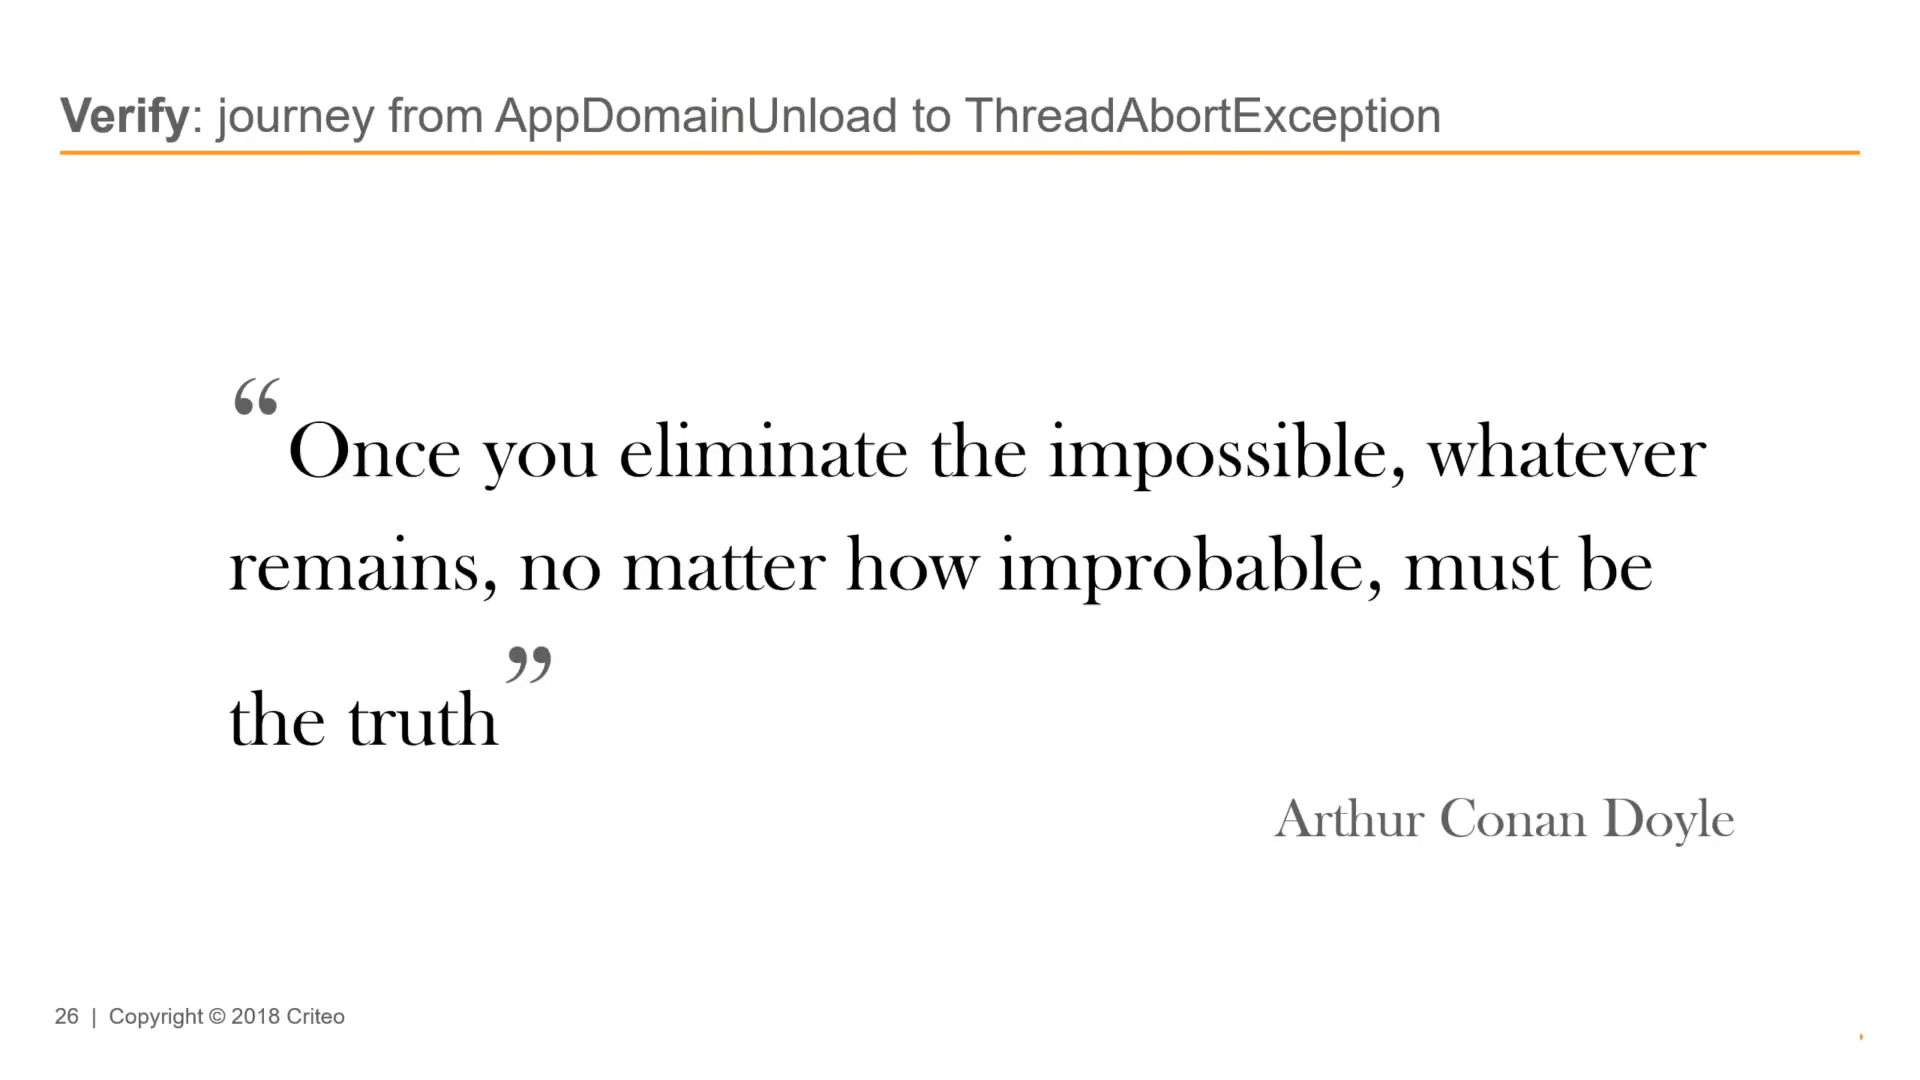 Verify: journey from AppDomainUnload to ThreadAbortException
“Once you eliminate the impossible, whatever
remains, no matter how improbable, must be
the truth”
Arthur Conan Doyle
26 | Copyright © 2018 Criteo